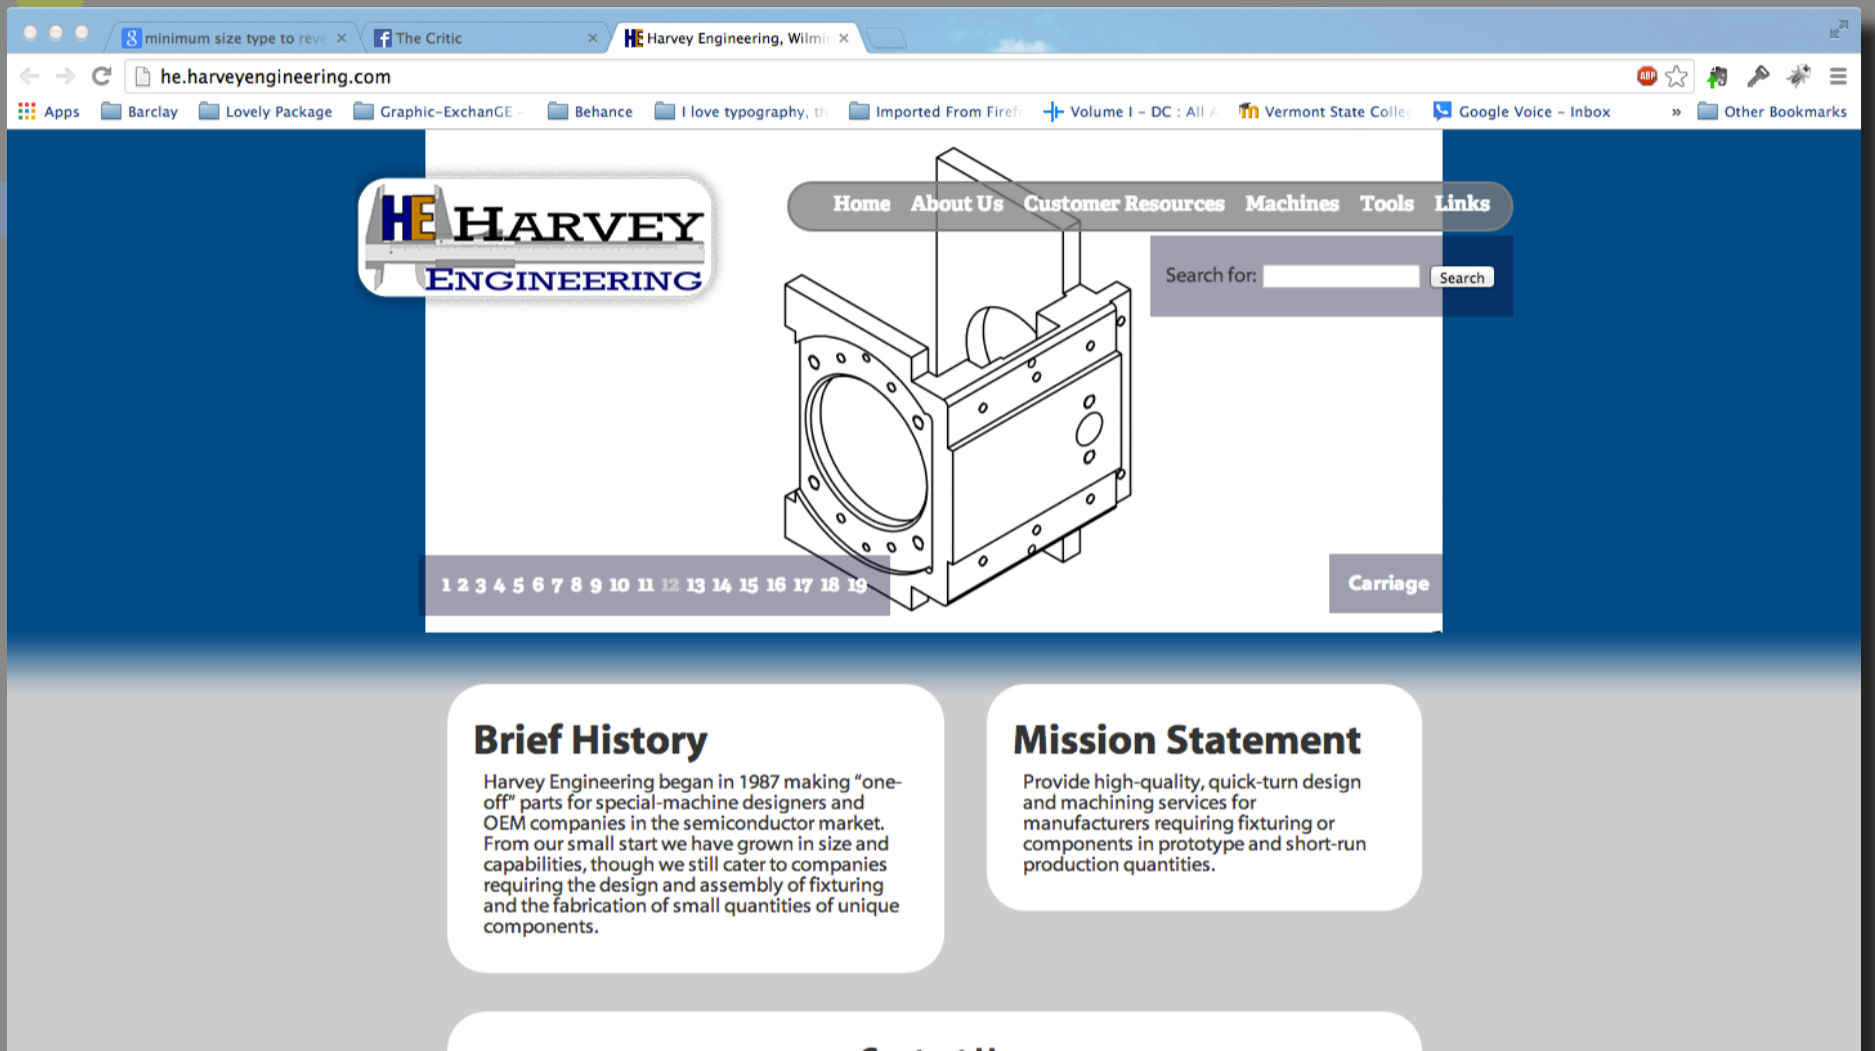 minimum size type to reve
The Critic
Harvey Engineering, Wilmin
he.harveyengineering.com
ABP
Apps Barclay Lovely Package Graphic-ExchanGE - Behance I love typography, th Imported From Firefo Volume I – DC : All A Vermont State Colleg Google Voice – Inbox » Other Bookmarks
HE HARVEY
ENGINEERING
Home About Us Customer Resources Machines Tools Links
Search for: Search
1 2 3 4 5 6 7 8 9 10 11 12 13 14 15 16 17 18 19
Carriage
Brief History
Harvey Engineering began in 1987 making “one-
off” parts for special-machine designers and
OEM companies in the semiconductor market.
From our small start we have grown in size and
capabilities, though we still cater to companies
requiring the design and assembly of fixturing
and the fabrication of small quantities of unique
components.
Mission Statement
Provide high-quality, quick-turn design
and machining services for
manufacturers requiring fixturing or
components in prototype and short-run
production quantities.